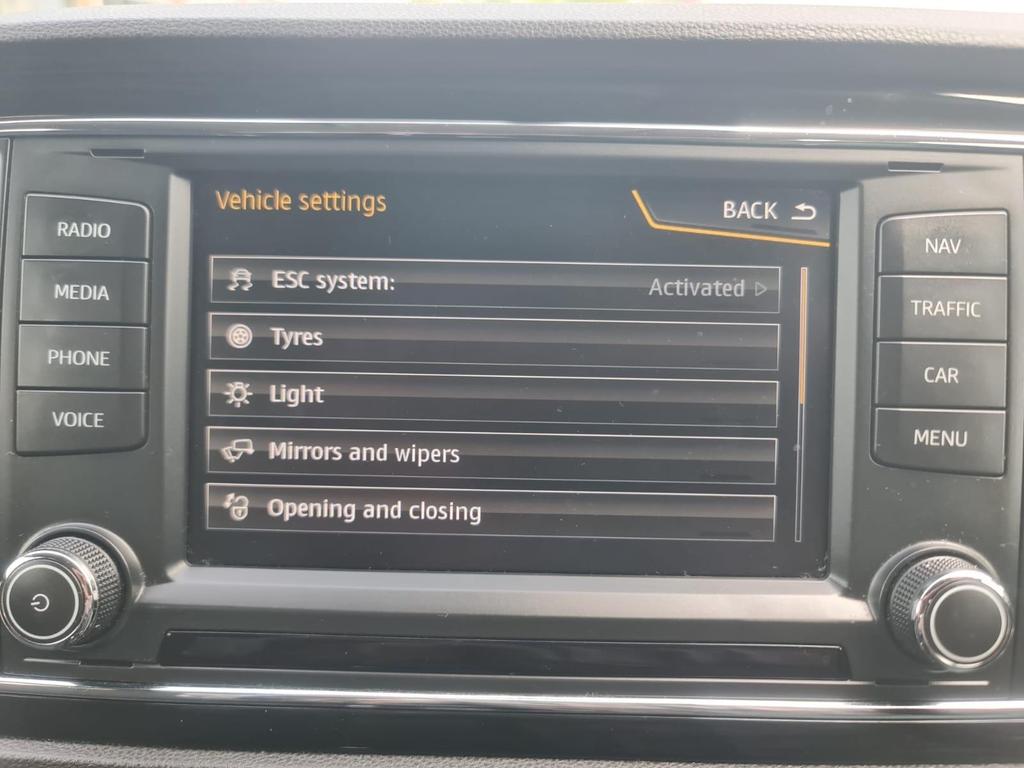 Vehicle settings
BACK
RADIO
MEDIA
PHONE
VOICE
ESC system:
Activated
Tyres
Light
Mirrors and wipers
Opening and closing
NAV
TRAFFIC
CAR
MENU